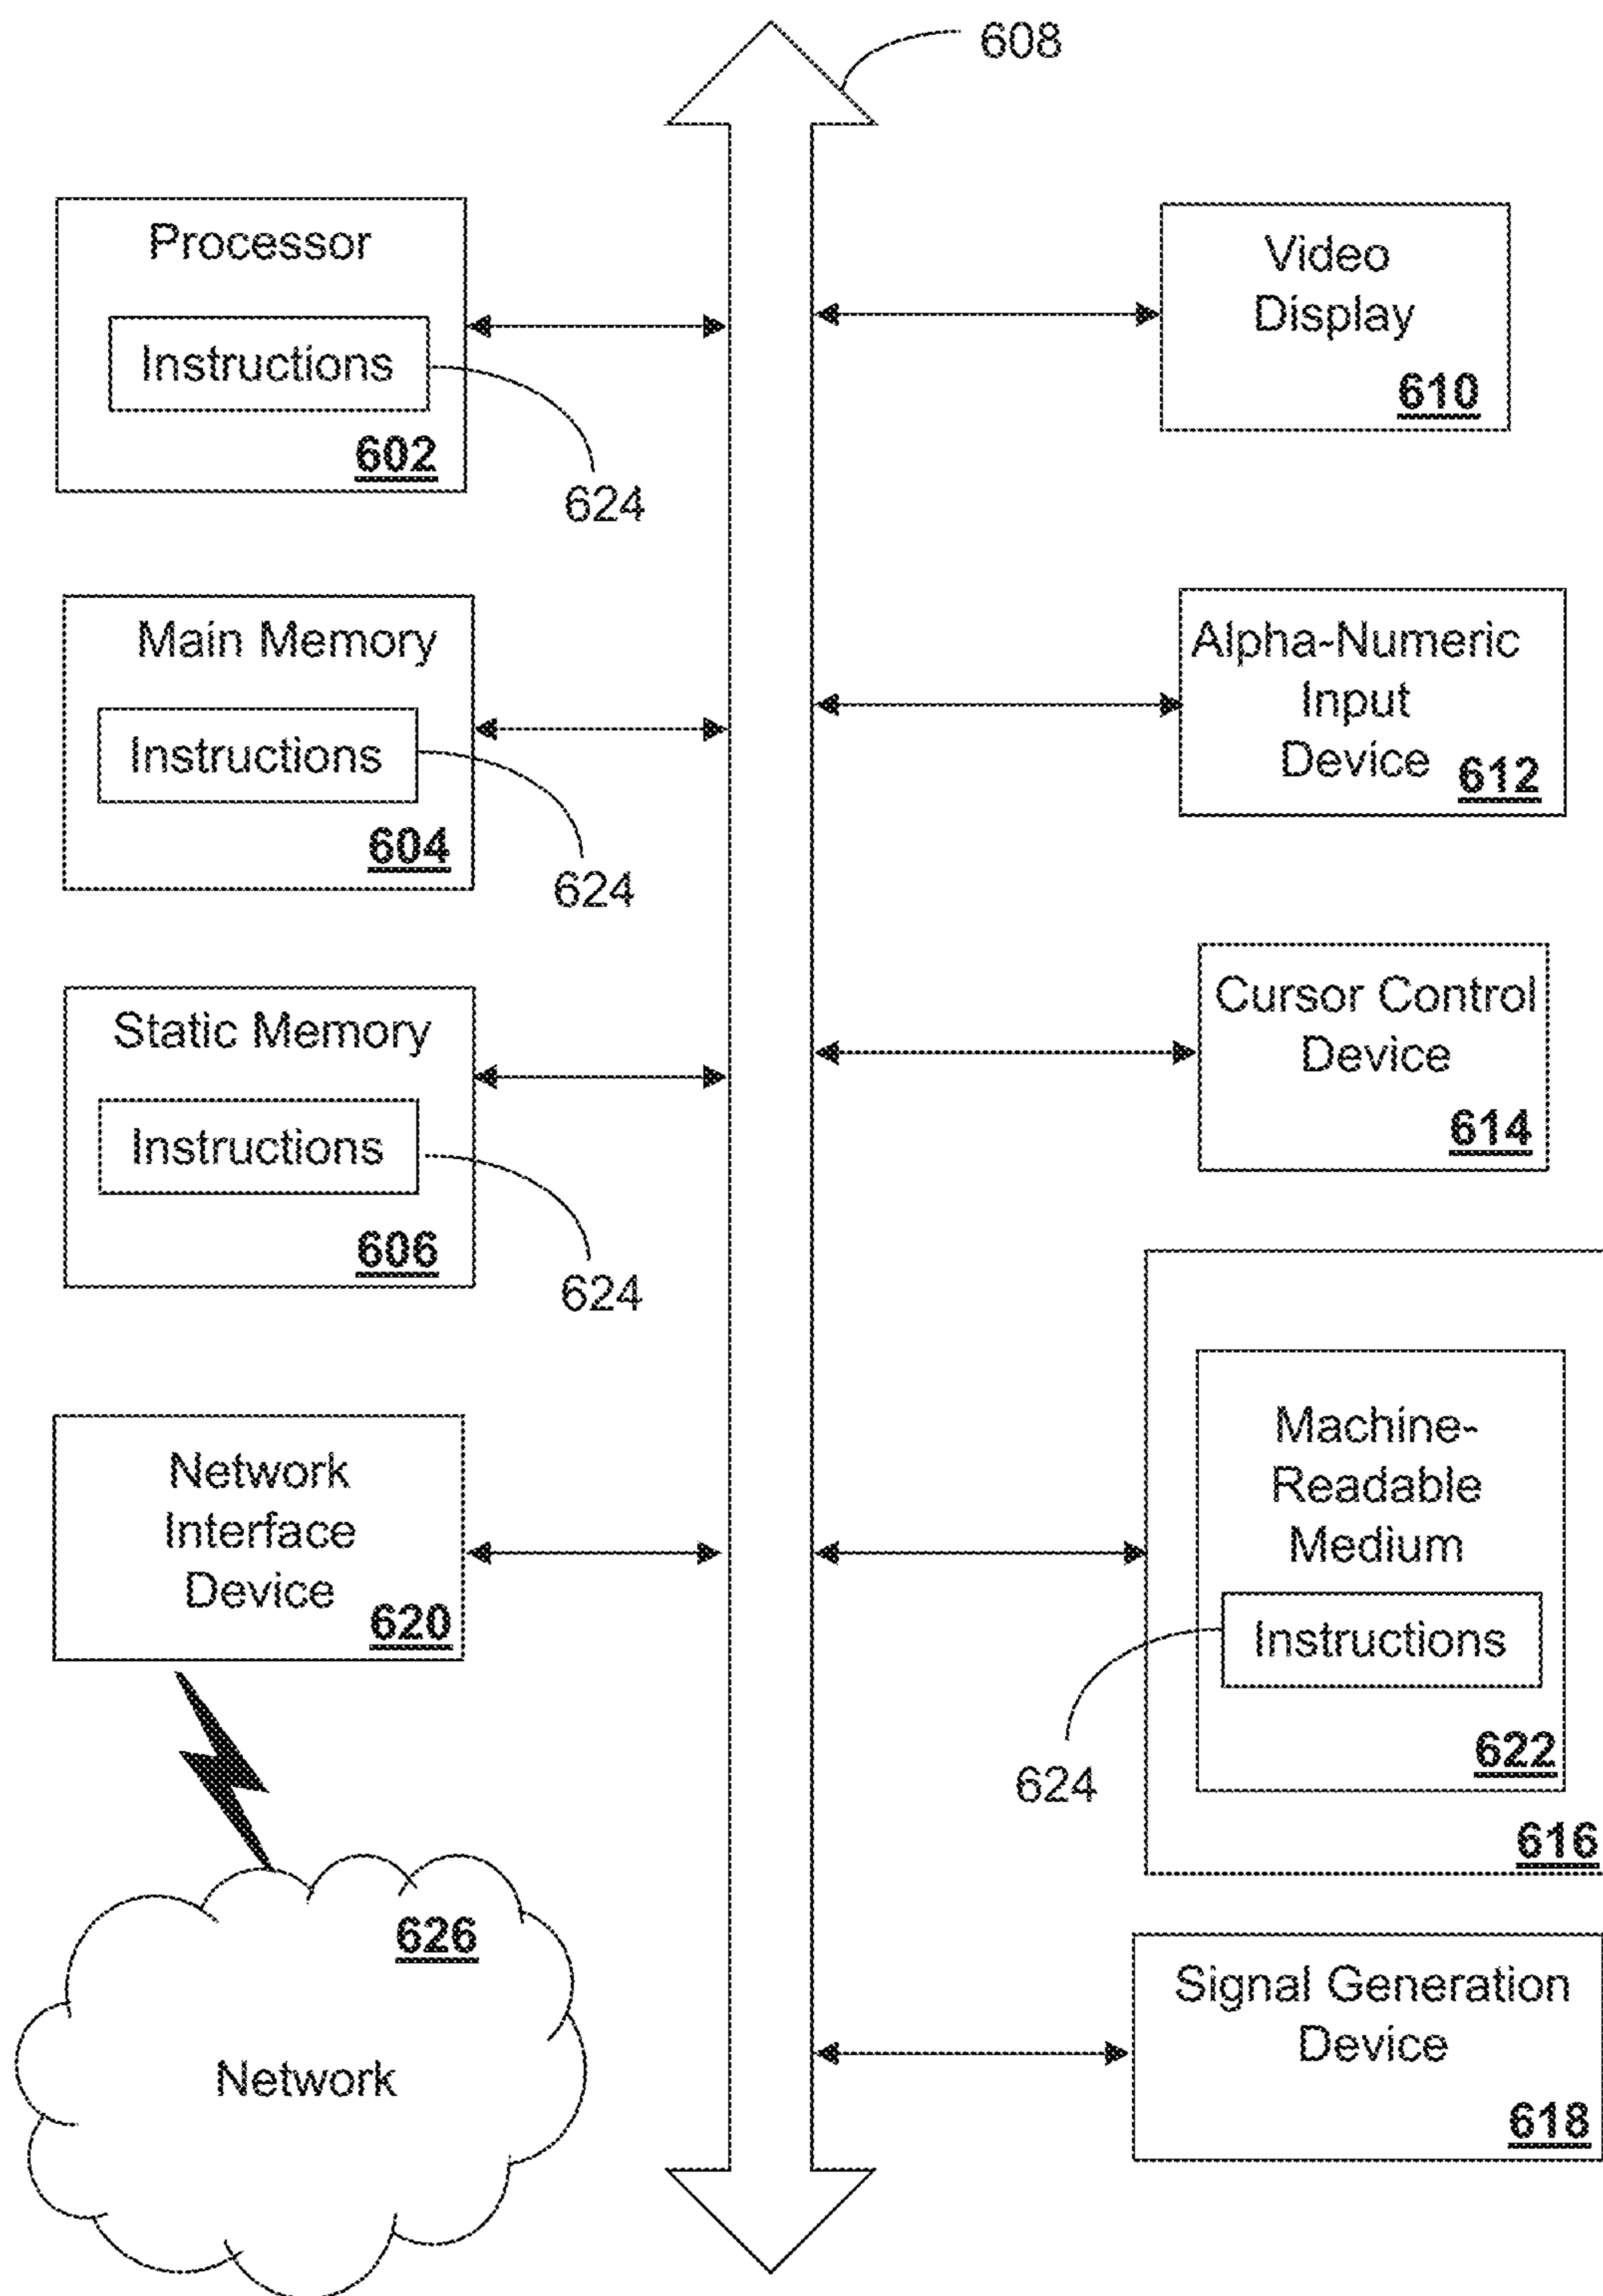 608
Processor
Instructions
602
624
Main Memory
Instructions
604
624
Static Memory
Instructions
606
624
Network
Interface
Device
620
626
Network
Video
Display
610
Alpha-Numeric
Input
Device
612
Cursor Control
Device
614
Machine-
Readable
Medium
Instructions
622
624
616
Signal Generation
Device
618